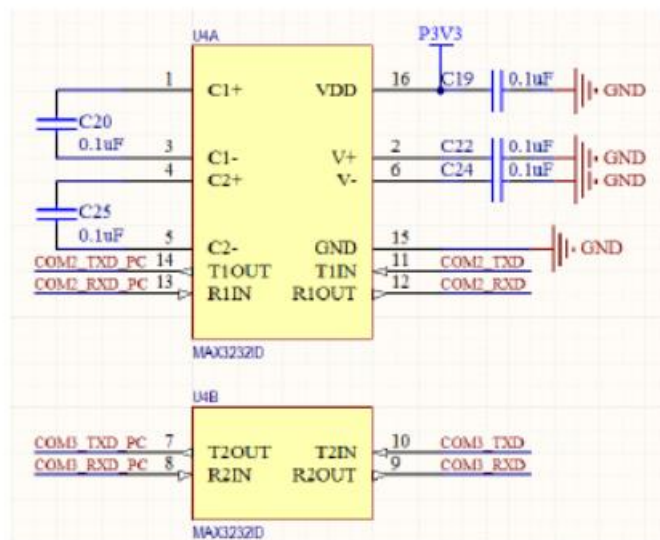 U4A
P3V3
1 C1+ VDD 16 C19 0.1uF GND
C20
0.1uF
3 C1- V+ 2 C22 0.1uF GND
4 C2+ V- 6 C24 0.1uF GND
C25
0.1uF
5 C2- GND 15 GND
COM2_TXD_PC 14 T1OUT T1IN 11 COM2_TXD
COM2_RXD_PC 13 R1IN R1OUT 12 COM2_RXD
MAX3232ID
U4B
COM3_TXD_PC 7 T2OUT T2IN 10 COM3_TXD
COM3_RXD_PC 8 R2IN R2OUT 9 COM3_RXD
MAX3232ID